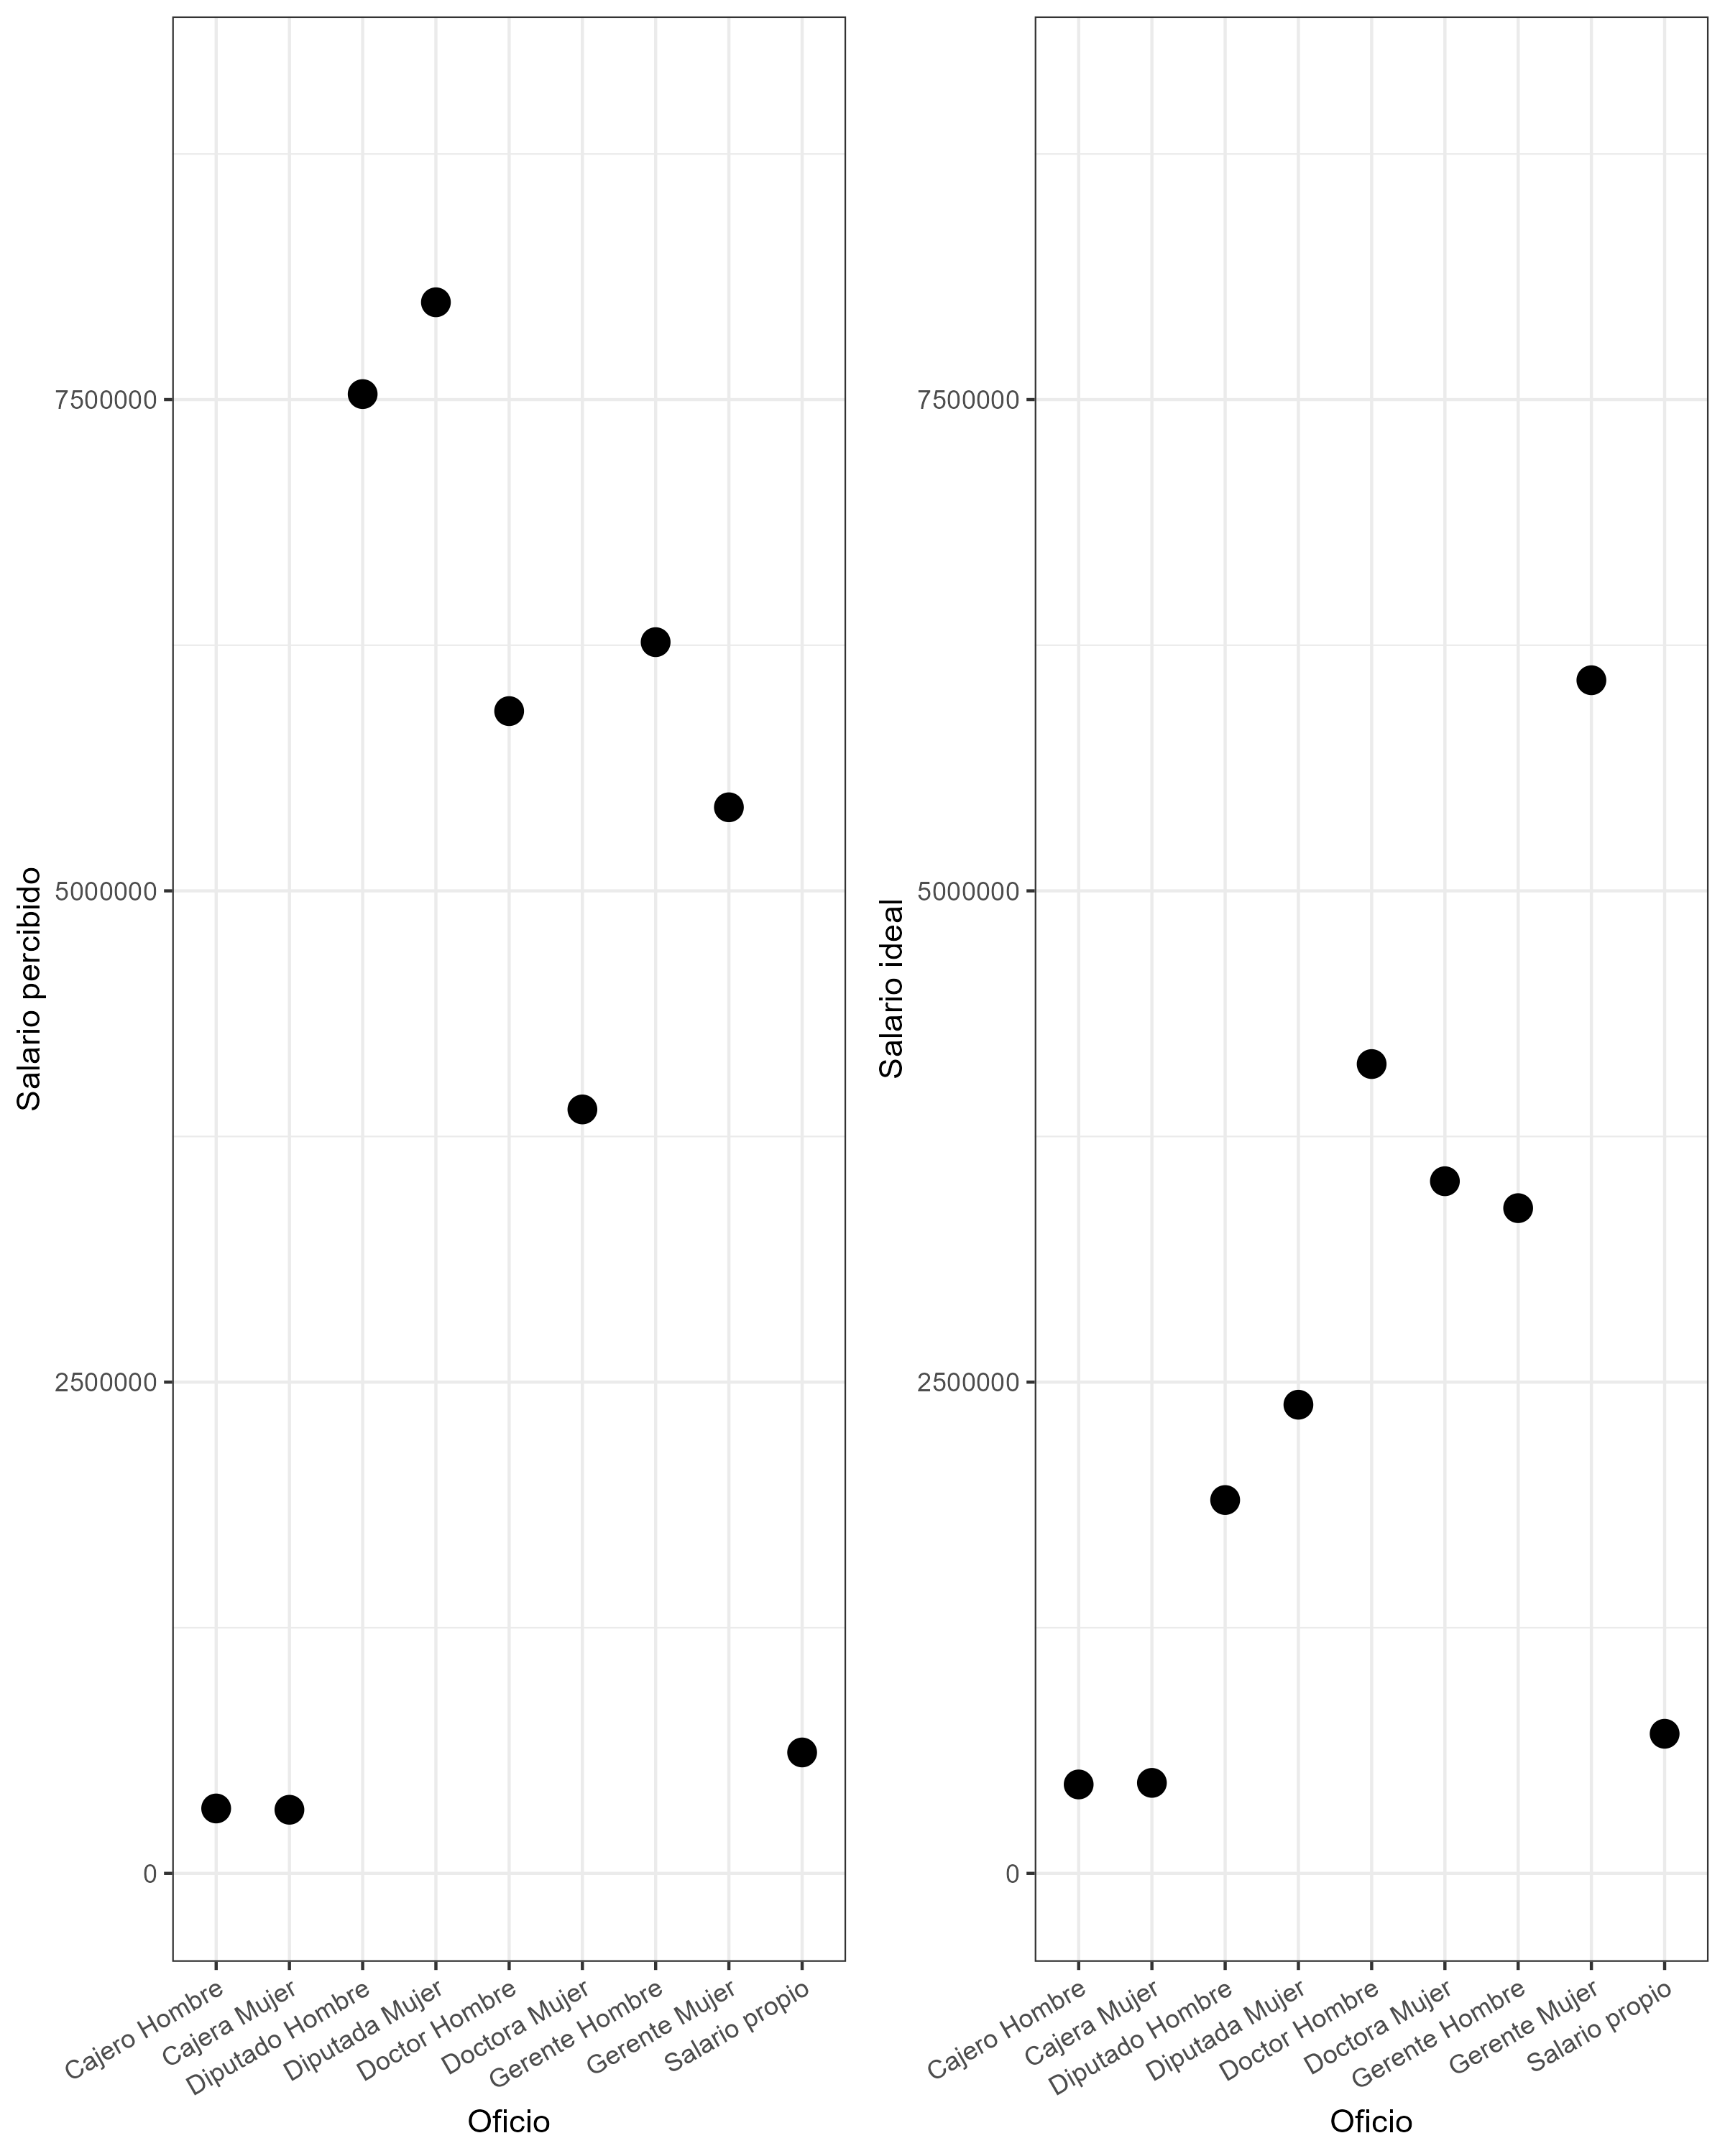 Salario percibido
7500000
5000000
2500000
0
Cajero Hombre
Cajera Mujer
Diputado Hombre
Diputada Mujer
Doctor Hombre
Doctora Mujer
Gerente Hombre
Gerente Mujer
Salario propio
Oficio
Salario ideal
7500000
5000000
2500000
0
Cajero Hombre
Cajera Mujer
Diputado Hombre
Diputada Mujer
Doctor Hombre
Doctora Mujer
Gerente Hombre
Gerente Mujer
Salario propio
Oficio